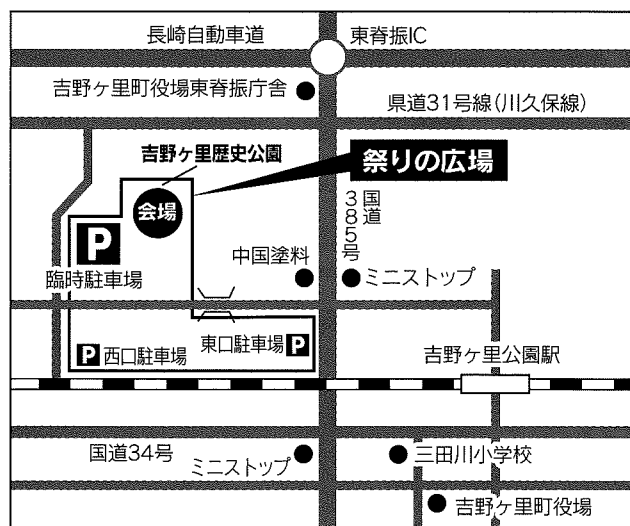 長崎自動車道
東脊振IC
吉野ヶ里町役場東脊振庁舎
県道31号線(川久保線)
吉野ヶ里歴史公園
祭りの広場
会場
国道385号
P
臨時駐車場
中国塗料
ミニストップ
P 西口駐車場
東口駐車場 P
吉野ヶ里公園駅
国道34号
ミニストップ
三田川小学校
吉野ヶ里町役場